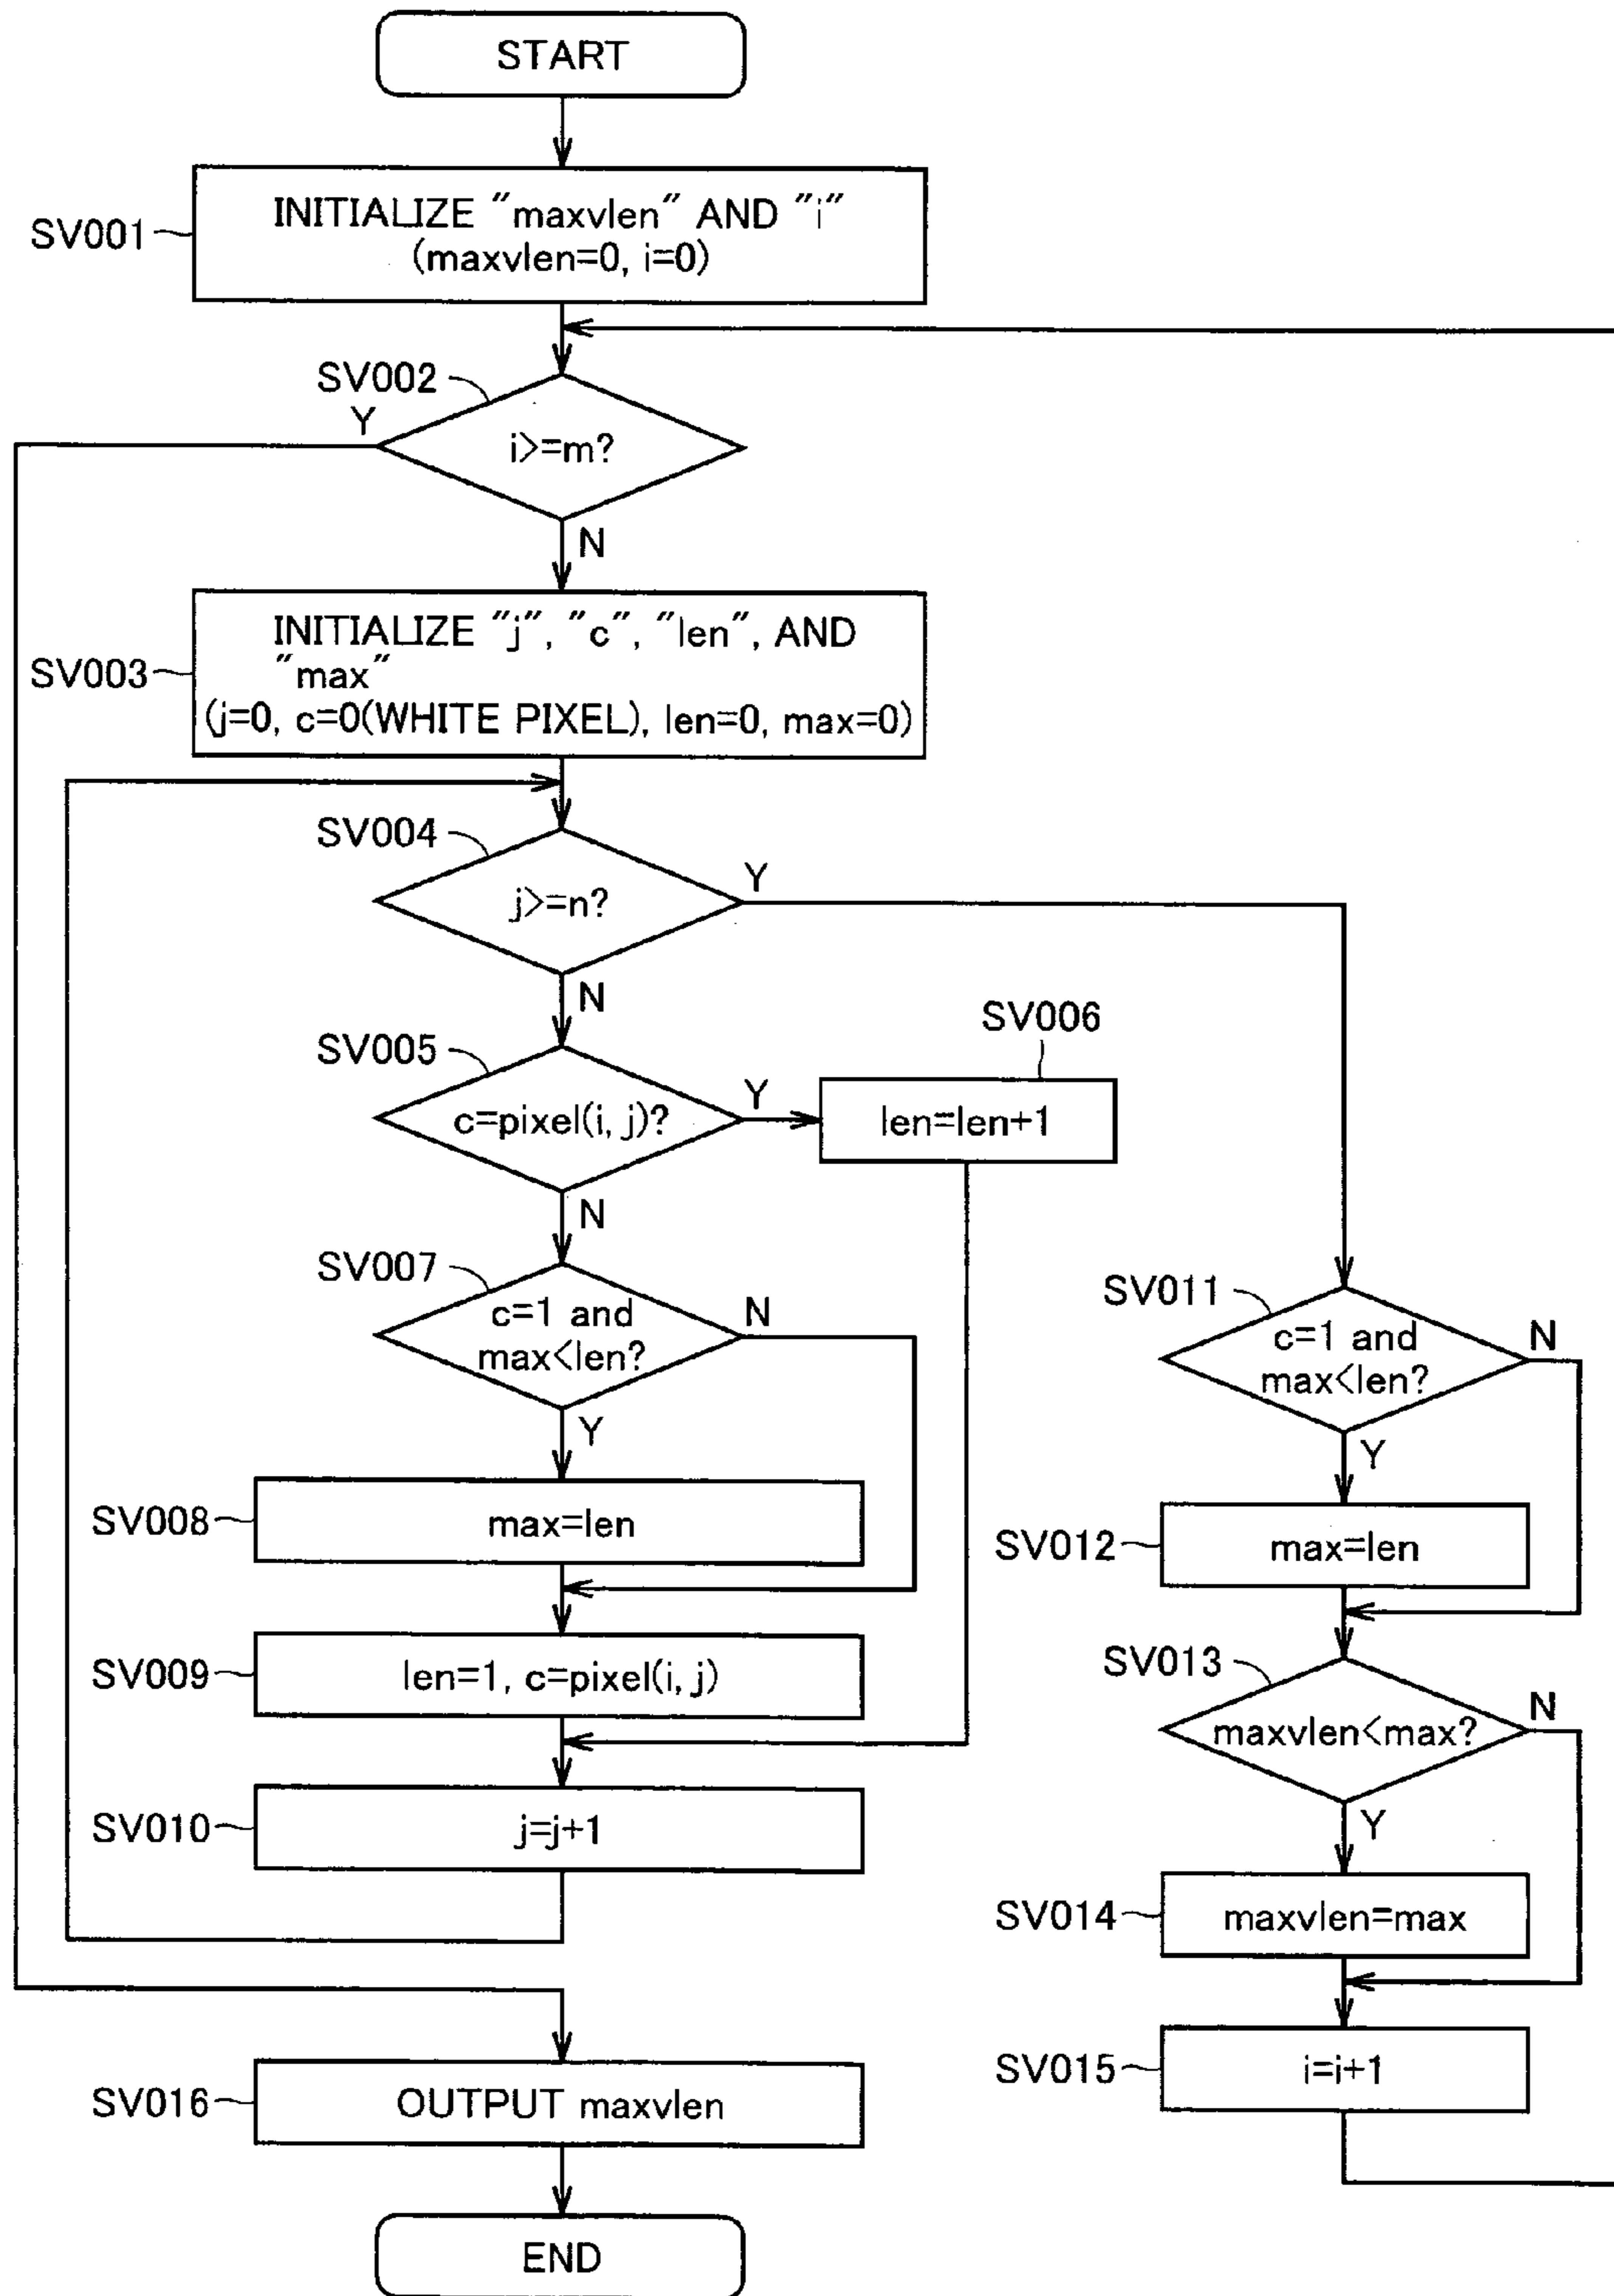 START
SV001
INITIALIZE "maxvlen" AND "i"
(maxvlen=0, i=0)
SV002
Y
i>=m?
N
SV003
INITIALIZE "j", "c", "len", AND
"max"
(j=0, c=0(WHITE PIXEL), len=0, max=0)
SV004
Y
j>=n?
N
SV005
c=pixel(i, j)?
Y
SV006
len=len+1
N
SV007
c=1 and
max<len?
N
Y
SV008
max=len
SV009
len=1, c=pixel(i, j)
SV010
j=j+1
SV011
c=1 and
max<len?
N
Y
SV012
max=len
SV013
maxvlen<max?
N
Y
SV014
maxvlen=max
SV015
i=i+1
SV016
OUTPUT maxvlen
END